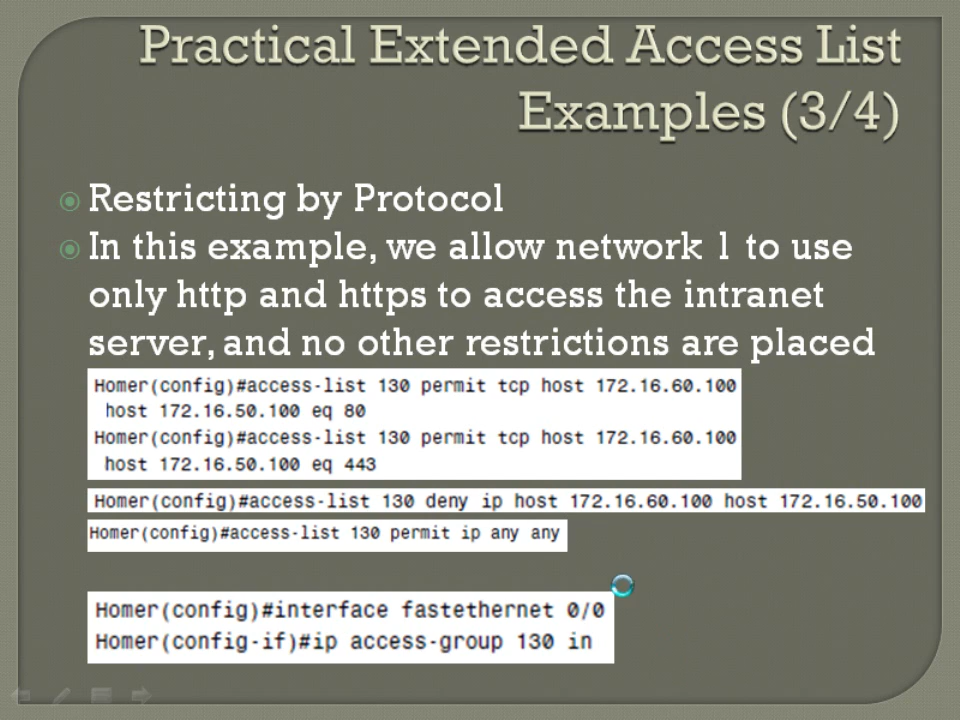 Practical Extended Access List
Examples (3/4)
Restricting by Protocol
In this example, we allow network 1 to use
only http and https to access the intranet
server, and no other restrictions are placed
Homer(config)#access-list 130 permit tcp host 172.16.60.100
host 172.16.50.100 eq 80
Homer(config)#access-list 130 permit tcp host 172.16.60.100
host 172.16.50.100 eq 443
Homer(config)#access-list 130 deny ip host 172.16.60.100 host 172.16.50.100
Homer(config)#access-list 130 permit ip any any
Homer(config)#interface fastethernet 0/0
Homer(config-if)#ip access-group 130 in